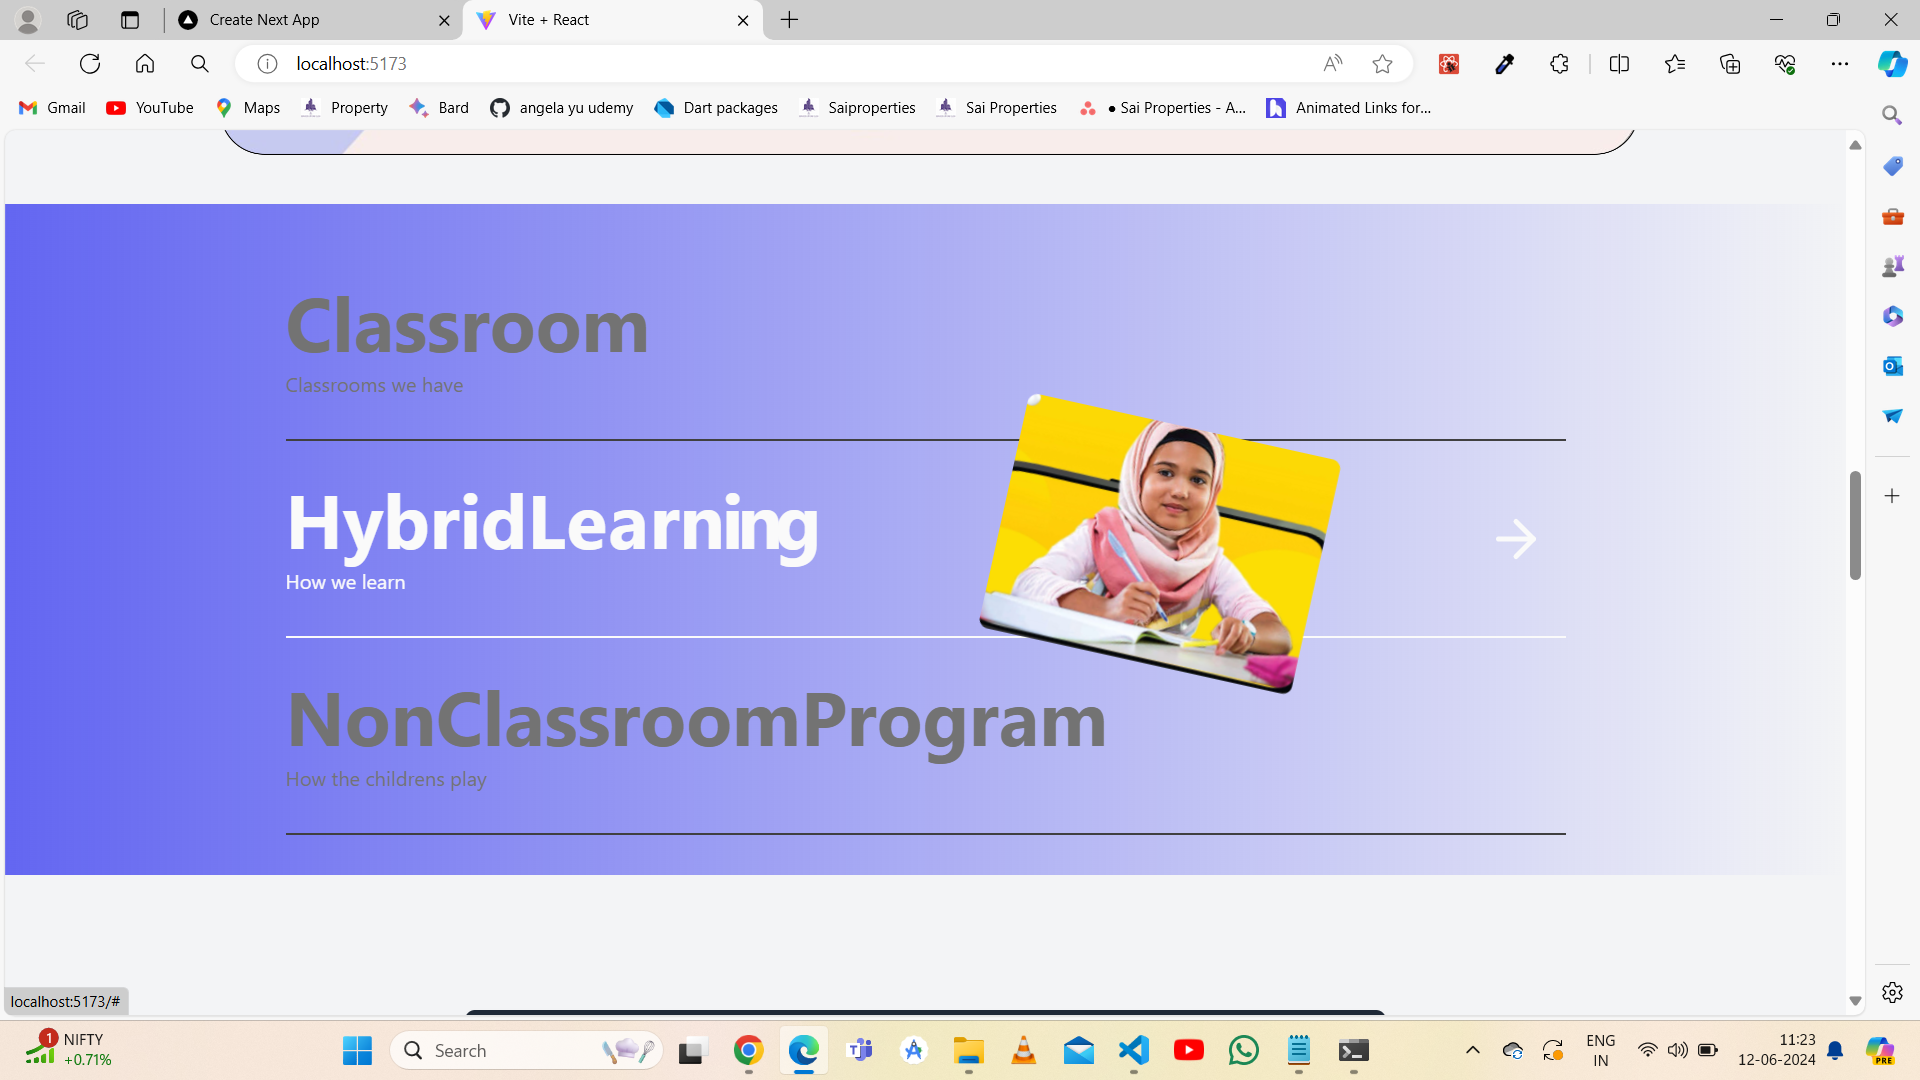 Create Next App
Vite + React
localhost:5173
Gmail
YouTube
Maps
Property
Bard
angela yu udemy
Dart packages
Saiproperties
Sai Properties
● Sai Properties - A...
Animated Links for...
Classroom
Classrooms we have
HybridLearning
How we learn
NonClassroomProgram
How the childrens play
localhost:5173/#
1
NIFTY
+0.71%
Search
ENG
IN
11:23
12-06-2024
PRE